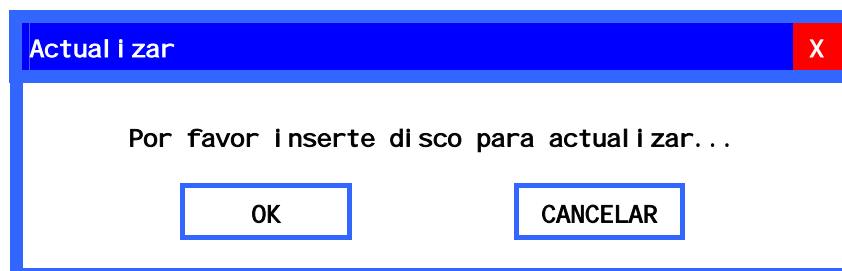 Actualizar
X
Por favor inserte disco para actualizar...
OK
CANCELAR